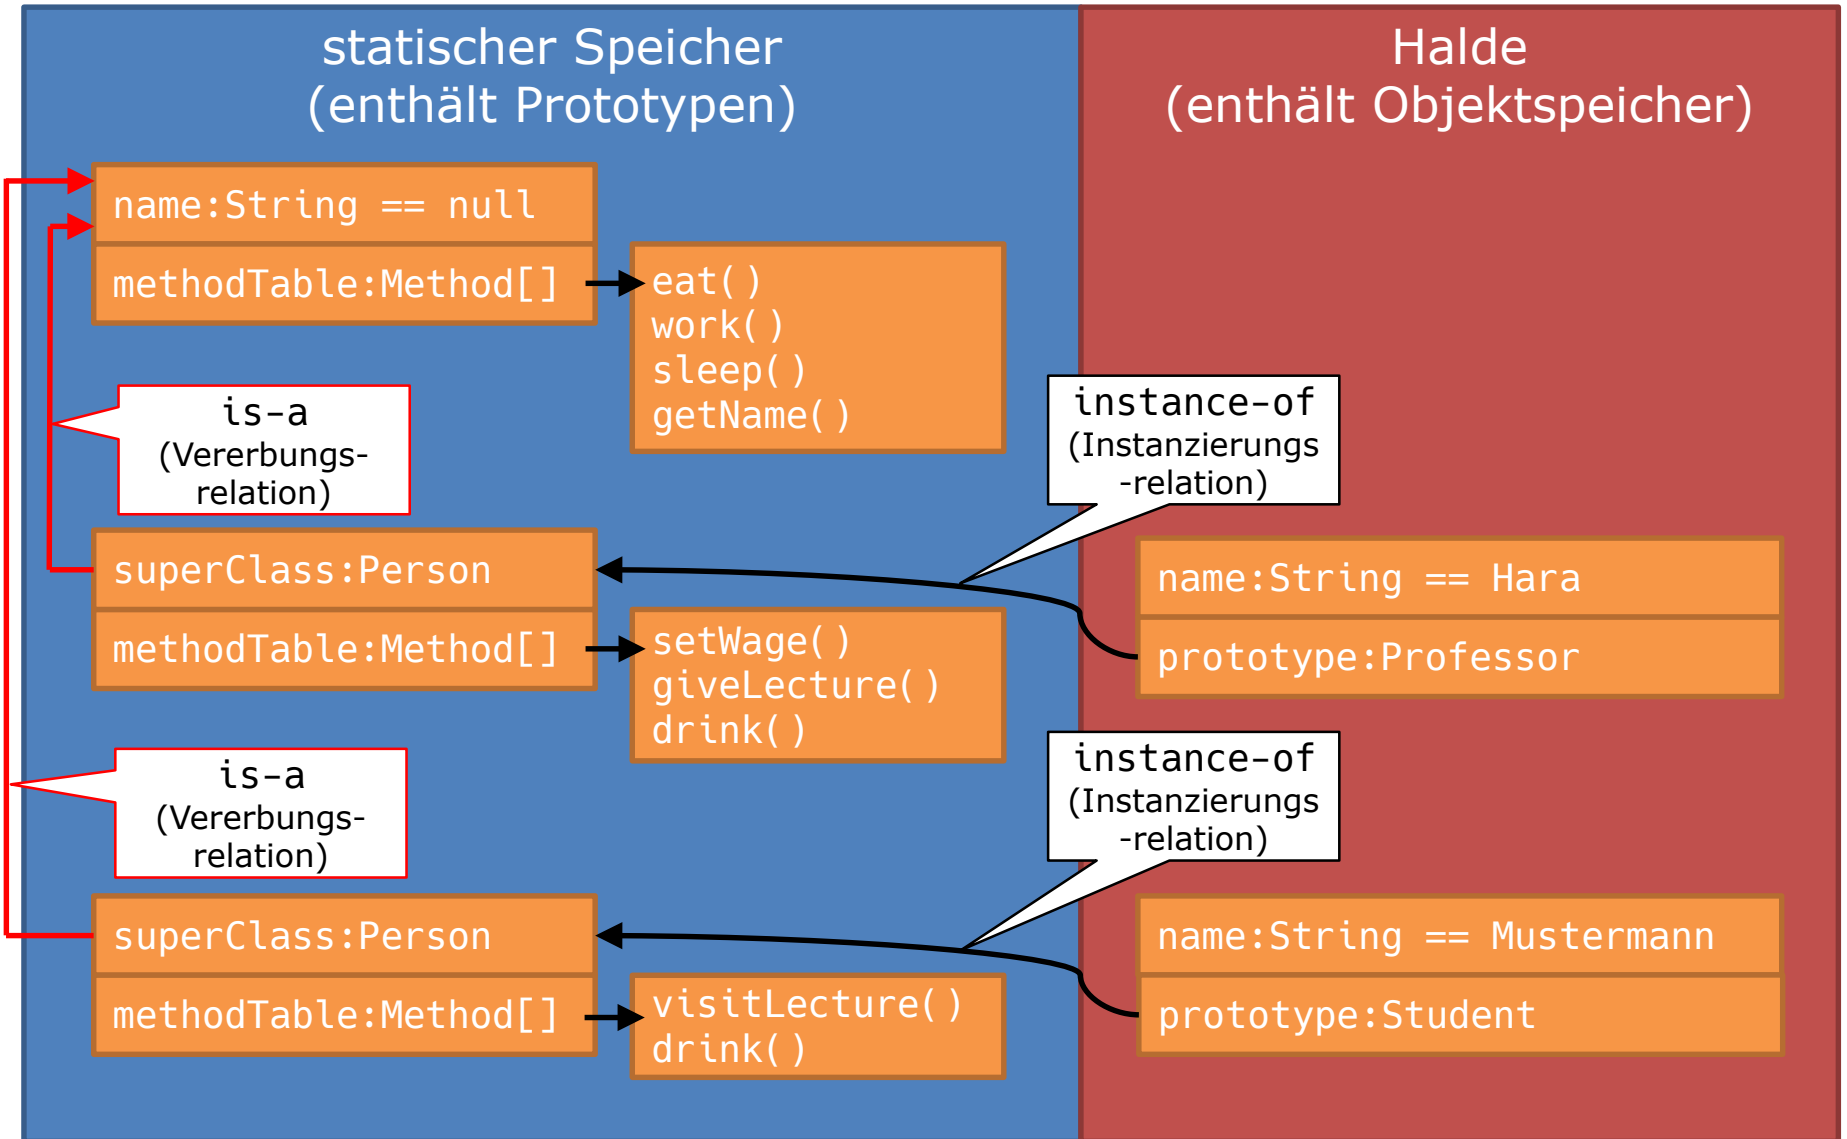 statischer Speicher
(enthält Prototypen)
Halde
(enthält Objektspeicher)
name:String == null
methodTable:Method[]
eat()
work()
sleep()
getName()
is-a
(Vererbungs-
relation)
instance-of
(Instanzierungs
-relation)
superClass:Person
methodTable:Method[]
setWage()
giveLecture()
drink()
name:String == Hara
prototype:Professor
is-a
(Vererbungs-
relation)
instance-of
(Instanzierungs
-relation)
superClass:Person
methodTable:Method[]
visitLecture()
drink()
name:String == Mustermann
prototype:Student